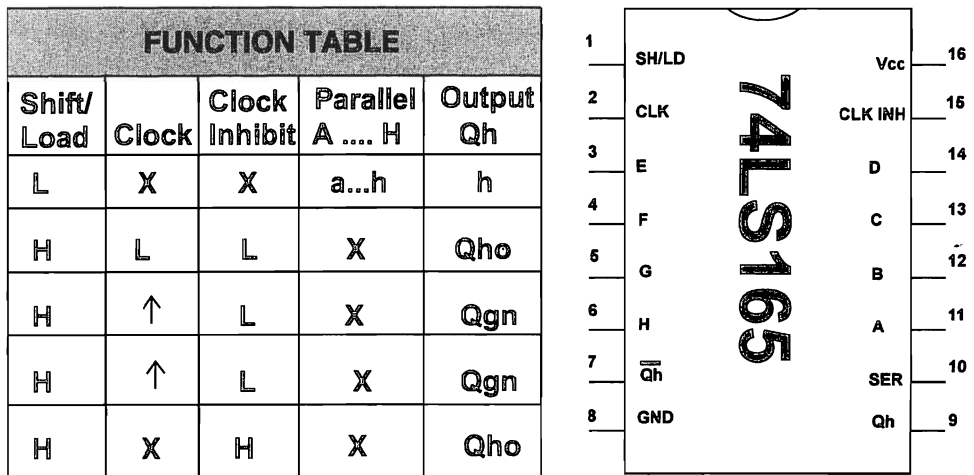 FUNCTION TABLE
Shift/ Load Clock Clock Inhibit Parallel A .... H Output Qh
L X X a...h h
H L L X Qho
H ↑ L X Qgn
H ↑ L X Qgn
H X H X Qho
74LS165
1 SH/LD Vcc 16
2 CLK CLK INH 15
3 E D 14
4 F C 13
5 G B 12
6 H A 11
7 Q̅h̅ SER 10
8 GND Qh 9